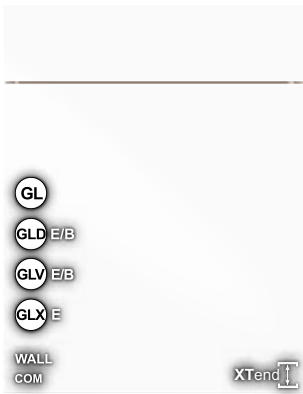 GL
GLD E/B
GLV E/B
GLX E
WALL
COM
XTend